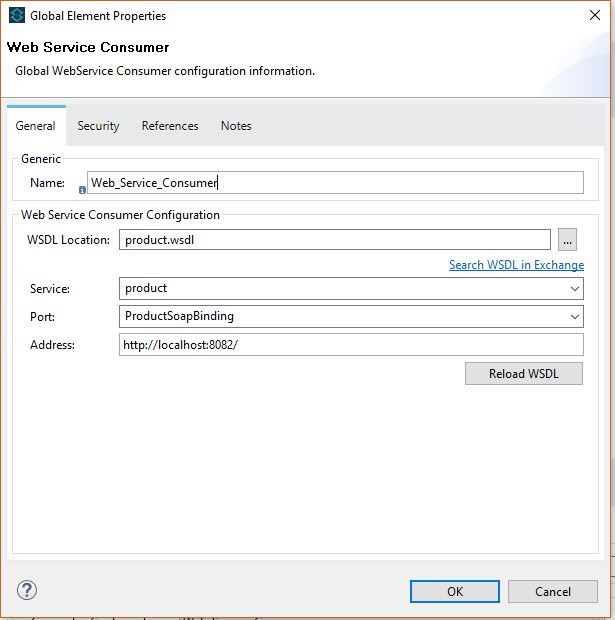 Global Element Properties
Web Service Consumer
Global WebService Consumer configuration information.
General Security References Notes
Generic
Name: Web_Service_Consumer
Web Service Consumer Configuration
WSDL Location: product.wsdl ...
Search WSDL in Exchange
Service: product
Port: ProductSoapBinding
Address: http://localhost:8082/
Reload WSDL
? OK Cancel